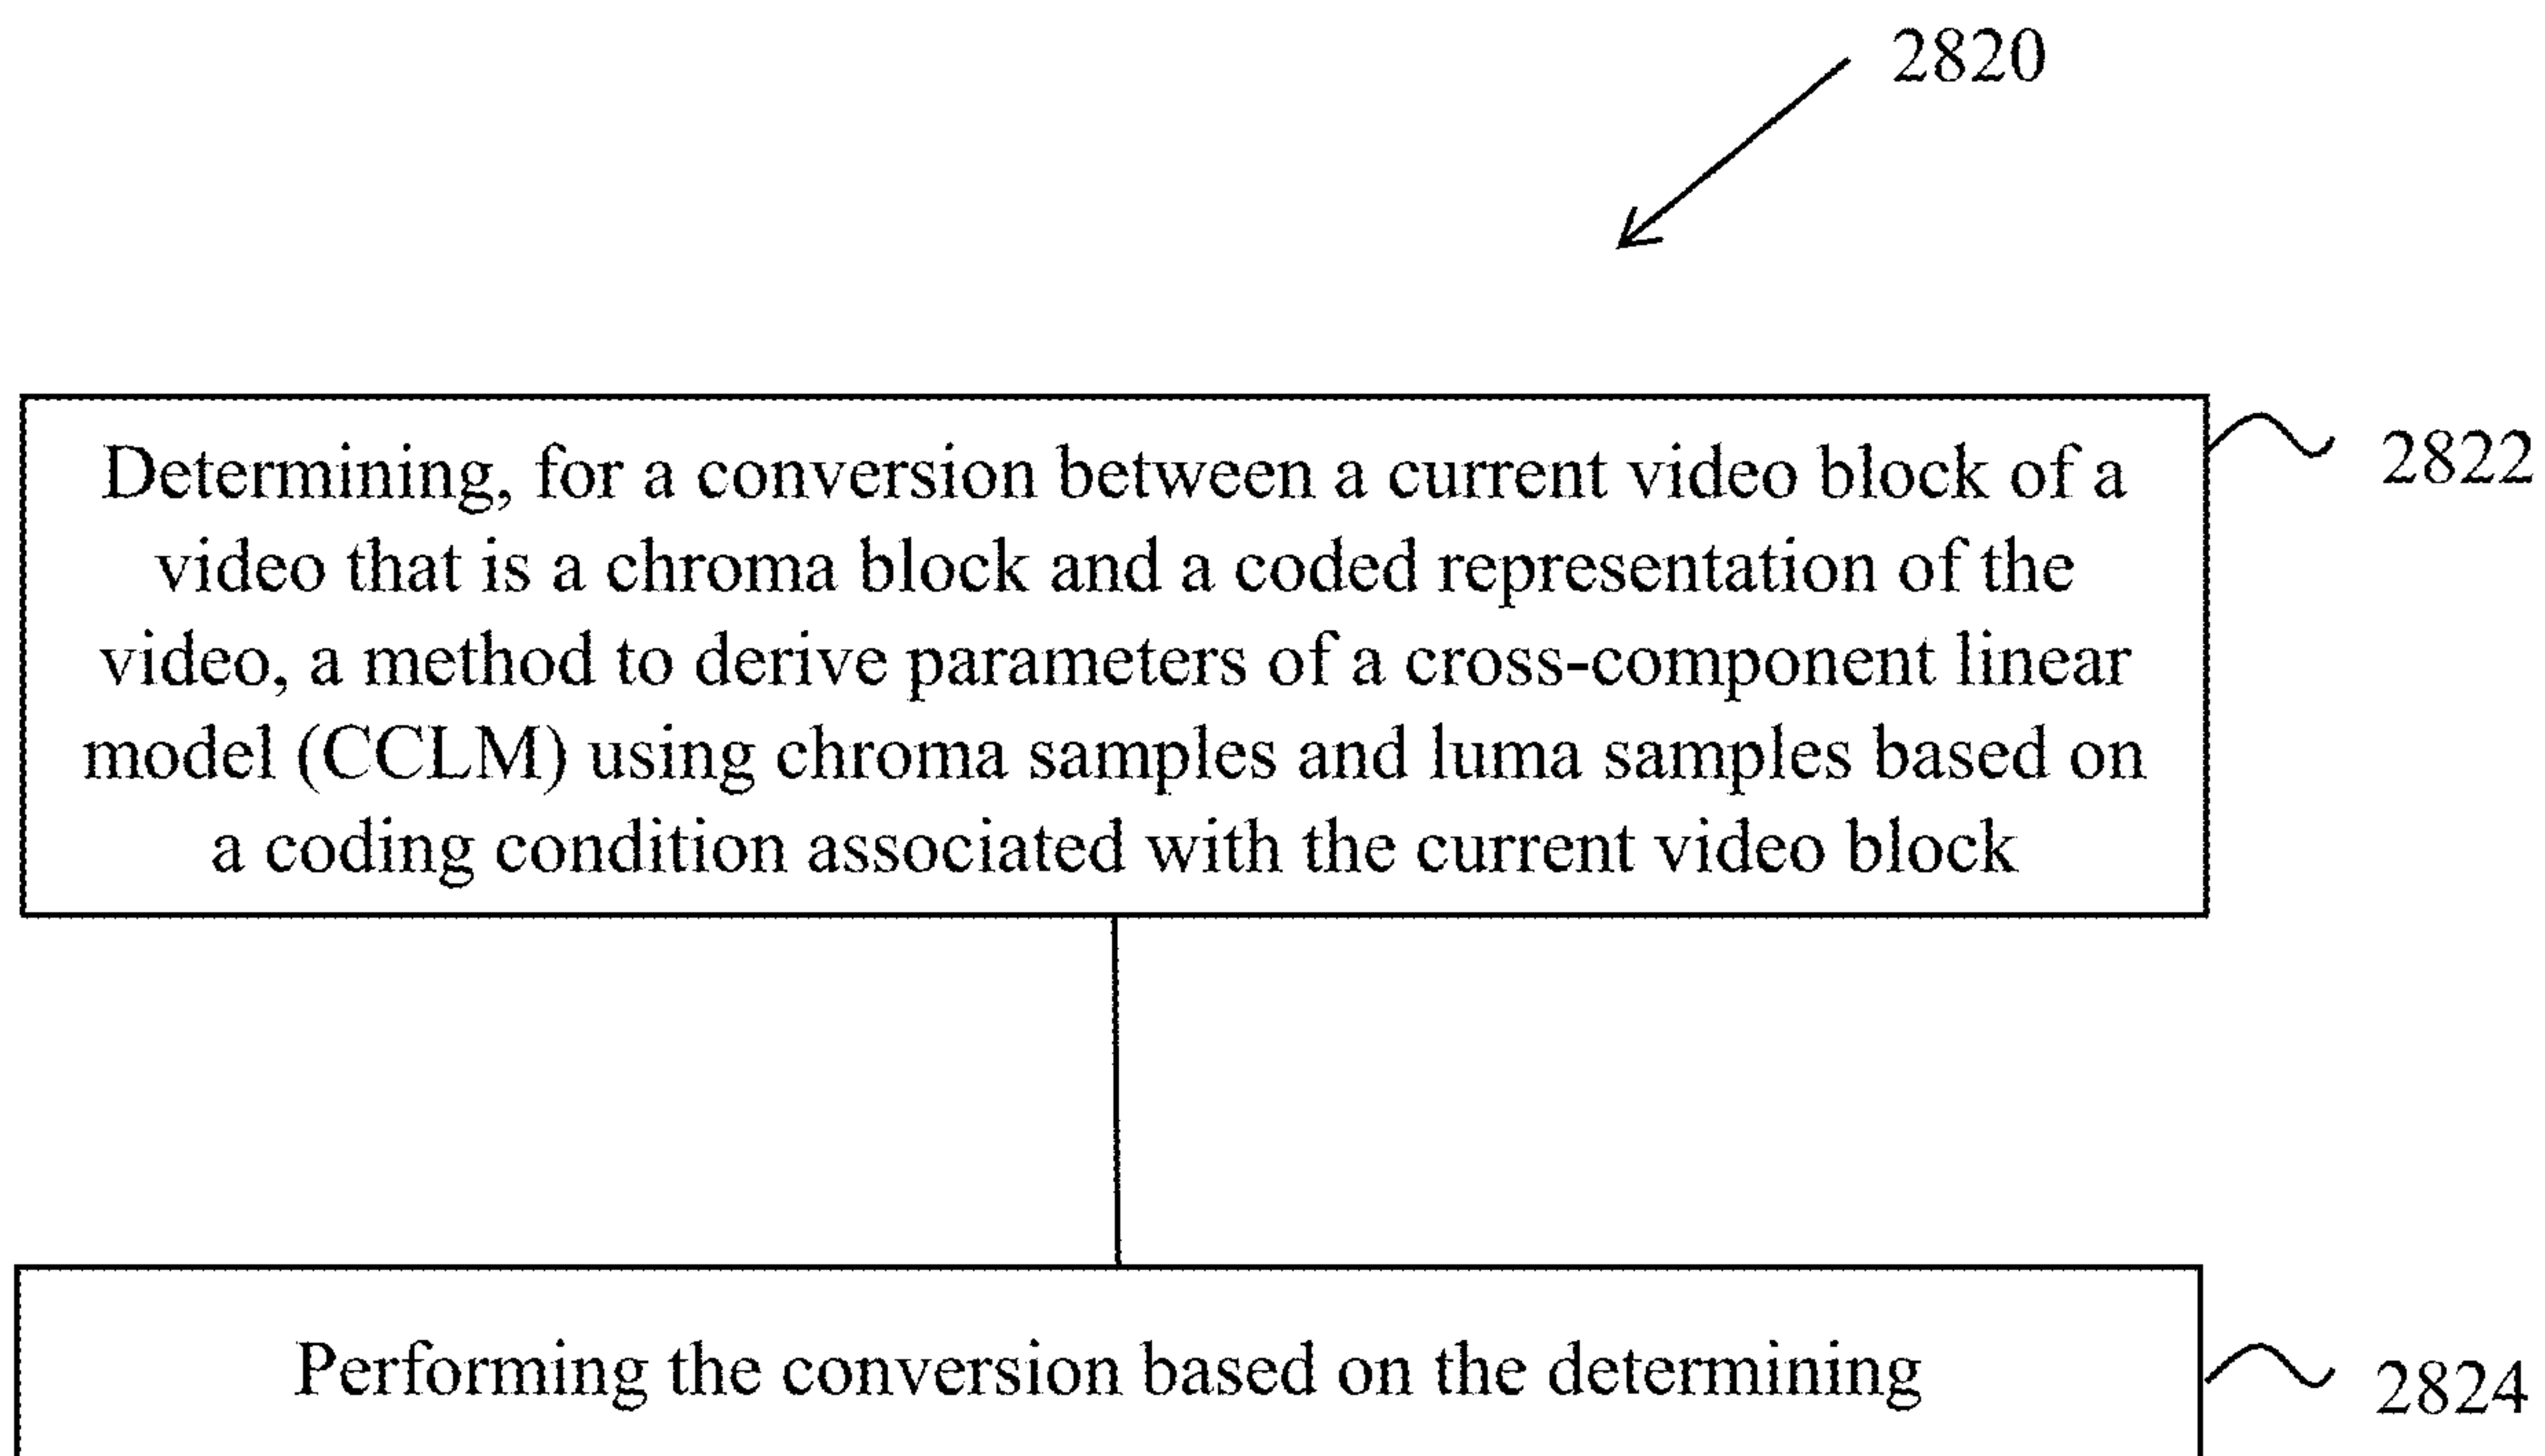 2820
Determining, for a conversion between a current video block of a
video that is a chroma block and a coded representation of the
video, a method to derive parameters of a cross-component linear
model (CCLM) using chroma samples and luma samples based on
a coding condition associated with the current video block
2822
Performing the conversion based on the determining
2824